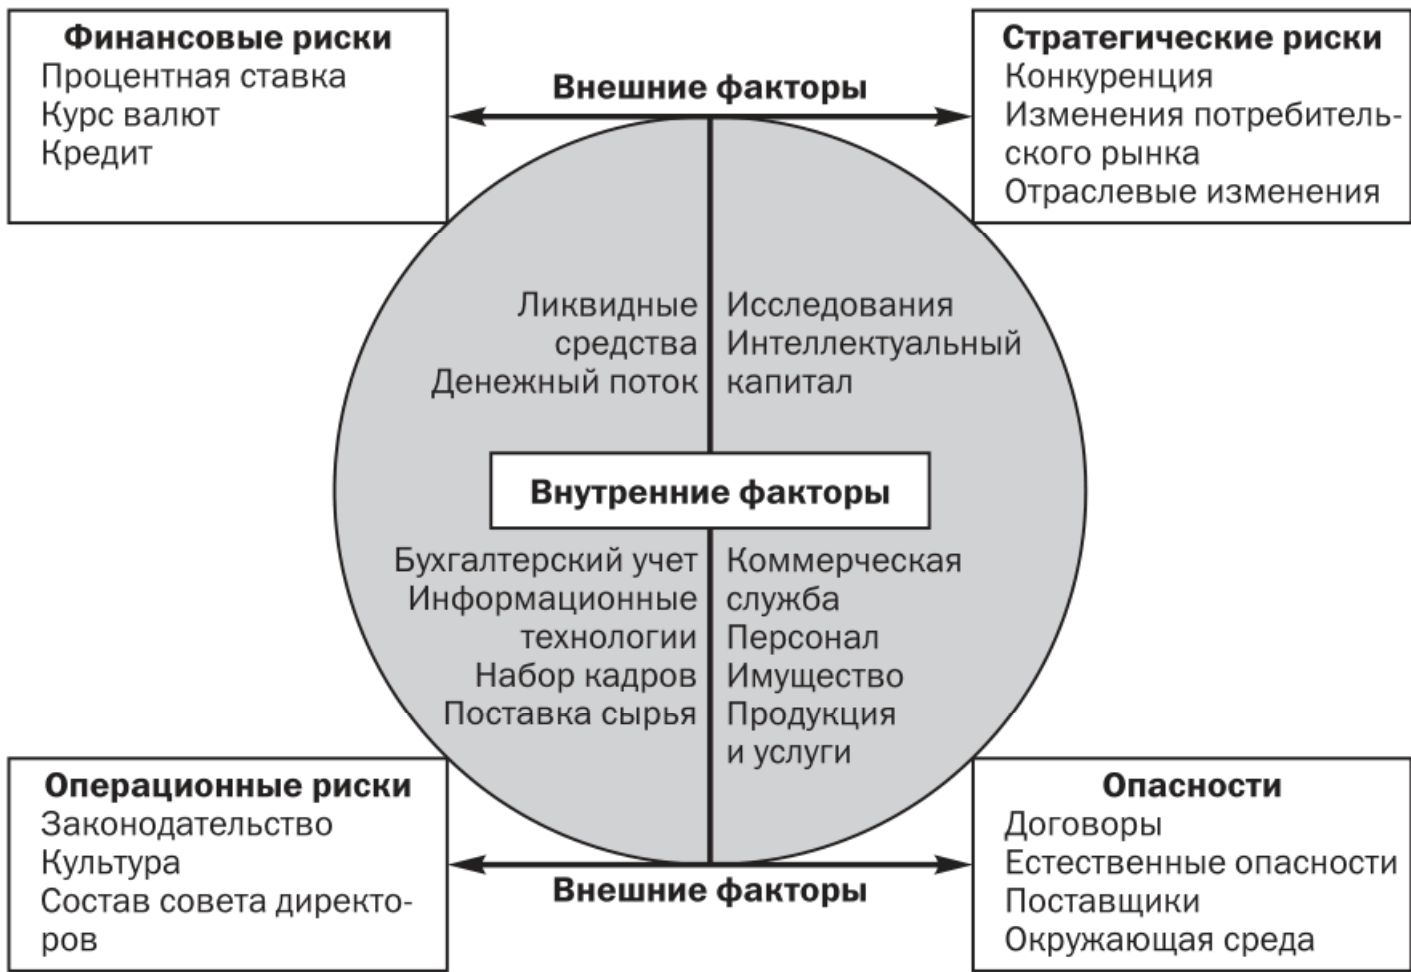 Финансовые риски
Процентная ставка
Курс валют
Кредит
Внешние факторы
Стратегические риски
Конкуренция
Изменения потребитель-
ского рынка
Отраслевые изменения
Ликвидные
средства
Денежный поток
Исследования
Интеллектуальный
капитал
Внутренние факторы
Бухгалтерский учет
Информационные
технологии
Набор кадров
Поставка сырья
Коммерческая
служба
Персонал
Имущество
Продукция
и услуги
Операционные риски
Законодательство
Культура
Состав совета директо-
ров
Внешние факторы
Опасности
Договоры
Естественные опасности
Поставщики
Окружающая среда